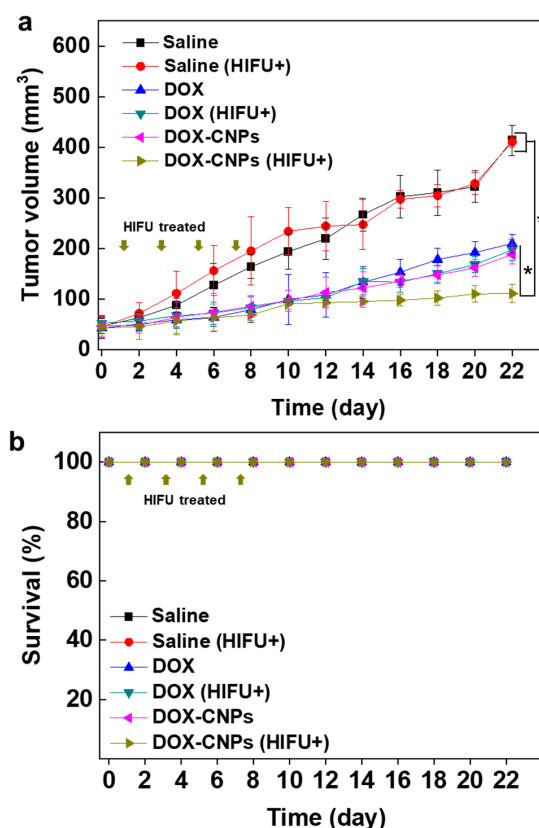 a
Tumor volume (mm³)
600
500
400
300
200
100
0
Saline
Saline (HIFU+)
DOX
DOX (HIFU+)
DOX-CNPs
DOX-CNPs (HIFU+)
HIFU treated
*
*
0 2 4 6 8 10 12 14 16 18 20 22
Time (day)
b
Survival (%)
100
80
60
40
20
HIFU treated
Saline
Saline (HIFU+)
DOX
DOX (HIFU+)
DOX-CNPs
DOX-CNPs (HIFU+)
0 2 4 6 8 10 12 14 16 18 20 22
Time (day)